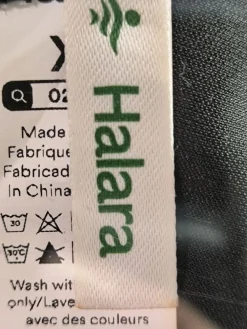 X
02
Made
Fabrique
Fabricad
In China
30
30°C
Wash wit
only/Lave
avec des couleurs
Halara